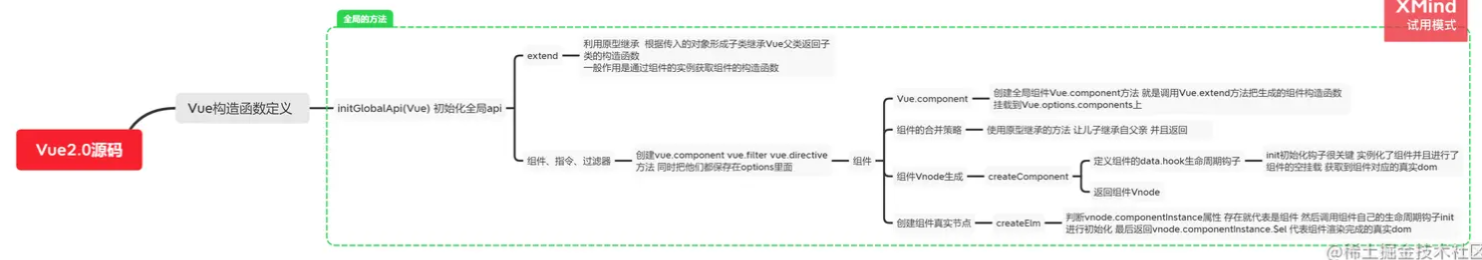 全局的方法
XMind
试用模式
利用原型继承 根据传入的对象形成子类继承Vue父类返回子
类的构造函数
一般作用是通过组件的实例获取组件的构造函数
extend
Vue构造函数定义
initGlobalApi(Vue) 初始化全局api
Vue2.0源码
Vue.component
创建全局组件Vue.component方法 就是调用Vue.extend方法把生成的组件构造函数
挂载到Vue.options.components上
组件的合并策略
使用原型继承的方法 让儿子继承自父亲 并且返回
组件、指令、过滤器
创建vue.component vue.filter vue.directive
方法 同时把他们都保存在options里面
组件
组件Vnode生成
createComponent
定义组件的data.hook生命周期钩子
init初始化钩子很关键 实例化了组件并且进行了
组件的空挂载 获取到组件对应的真实dom
返回组件Vnode
创建组件真实节点
createElm
判断vnode.componentInstance属性 存在就代表是组件 然后调用组件自己的生命周期钩子init
进行初始化 最后返回vnode.componentInstance.$el 代表组件渲染完成的真实dom
@稀土掘金技术社区